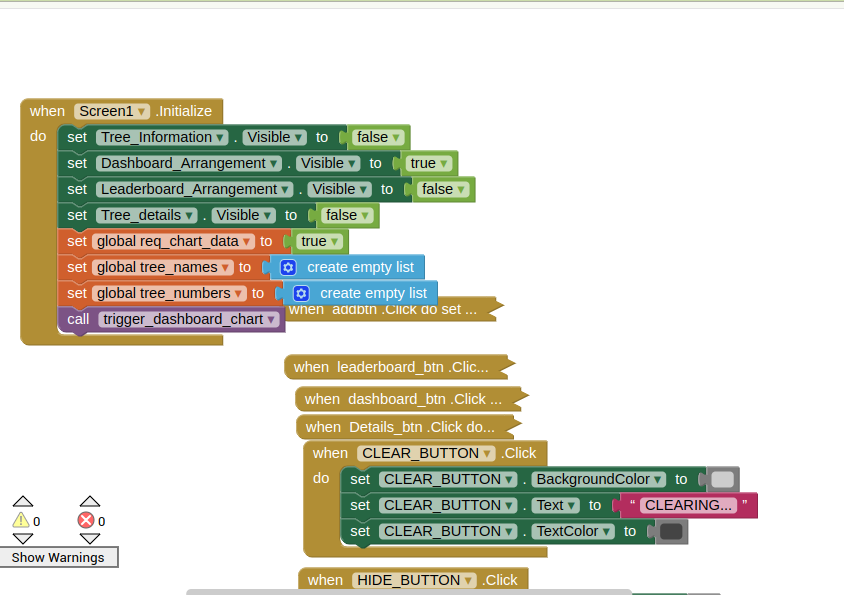 when Screen1 .Initialize
do set Tree_Information . Visible to false
set Dashboard_Arrangement . Visible to true
set Leaderboard_Arrangement . Visible to false
set Tree_details . Visible to false
set global req_chart_data to true
set global tree_names to create empty list
set global tree_numbers to create empty list
when addbtn .Click do set ...
call trigger_dashboard_chart
when leaderboard_btn .Clic...
when dashboard_btn .Click ...
when Details_btn .Click do...
when CLEAR_BUTTON .Click
do set CLEAR_BUTTON . BackgroundColor to
set CLEAR_BUTTON . Text to “ CLEARING... ”
set CLEAR_BUTTON . TextColor to
0 0
Show Warnings
when HIDE_BUTTON .Click